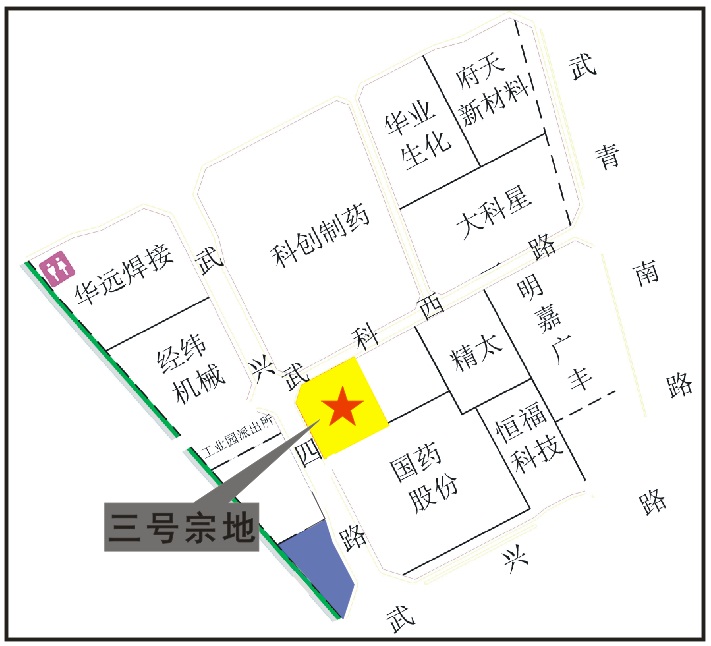 府天
新材料
华业
生化
大科星
科创制药
华远焊接
经纬
机械
工业园派出所
精太
明嘉广丰
恒福
科技
国药
股份
三号宗地
武青南路
武科西路
武兴四路
武兴路